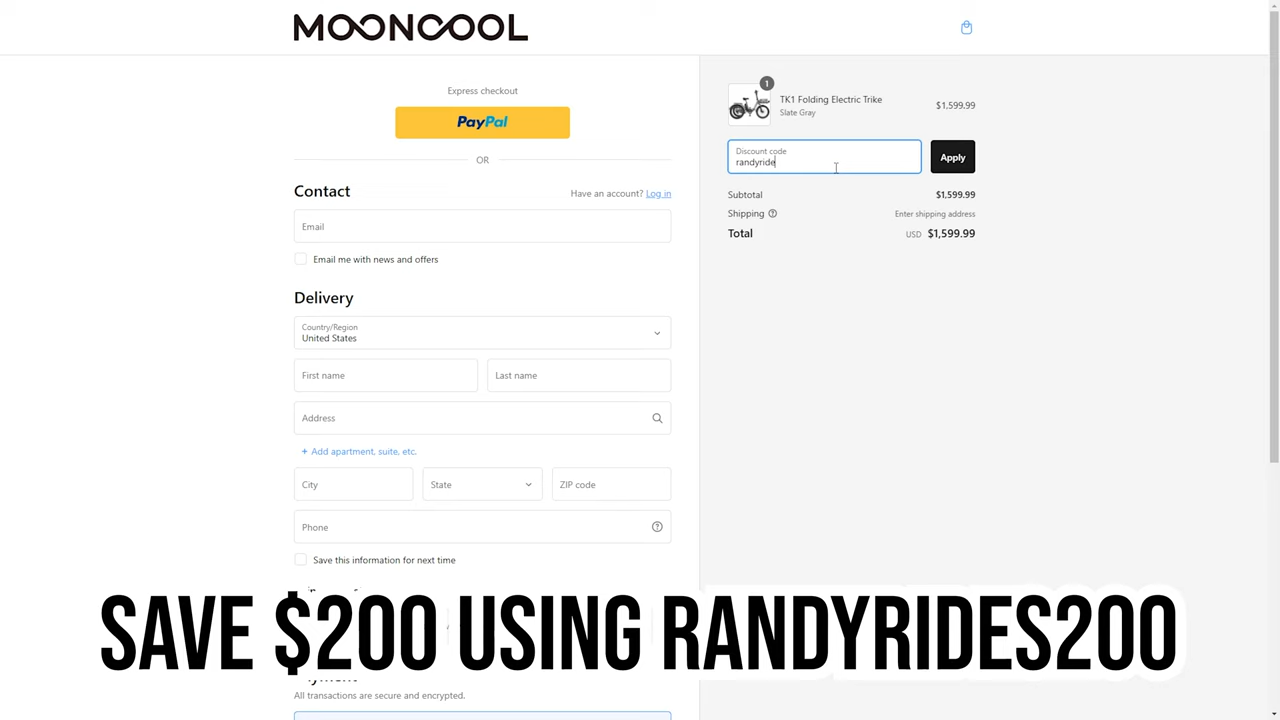 MOONCOOL
Express checkout
PayPal
OR
Contact
Have an account? Log in
Email
Email me with news and offers
Delivery
Country/Region
United States
First name
Last name
Address
+ Add apartment, suite, etc.
City
State
ZIP code
Phone
Save this information for next time
1
TK1 Folding Electric Trike
Slate Gray
$1,599.99
Discount code
randyride
Apply
Subtotal
$1,599.99
Shipping
Enter shipping address
Total
USD $1,599.99
SAVE $200 USING RANDYRIDES200
All transactions are secure and encrypted.